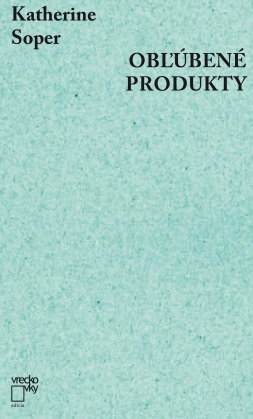 Katherine
Soper
OBĽÚBENÉ
PRODUKTY
vrecko
vky
edícia